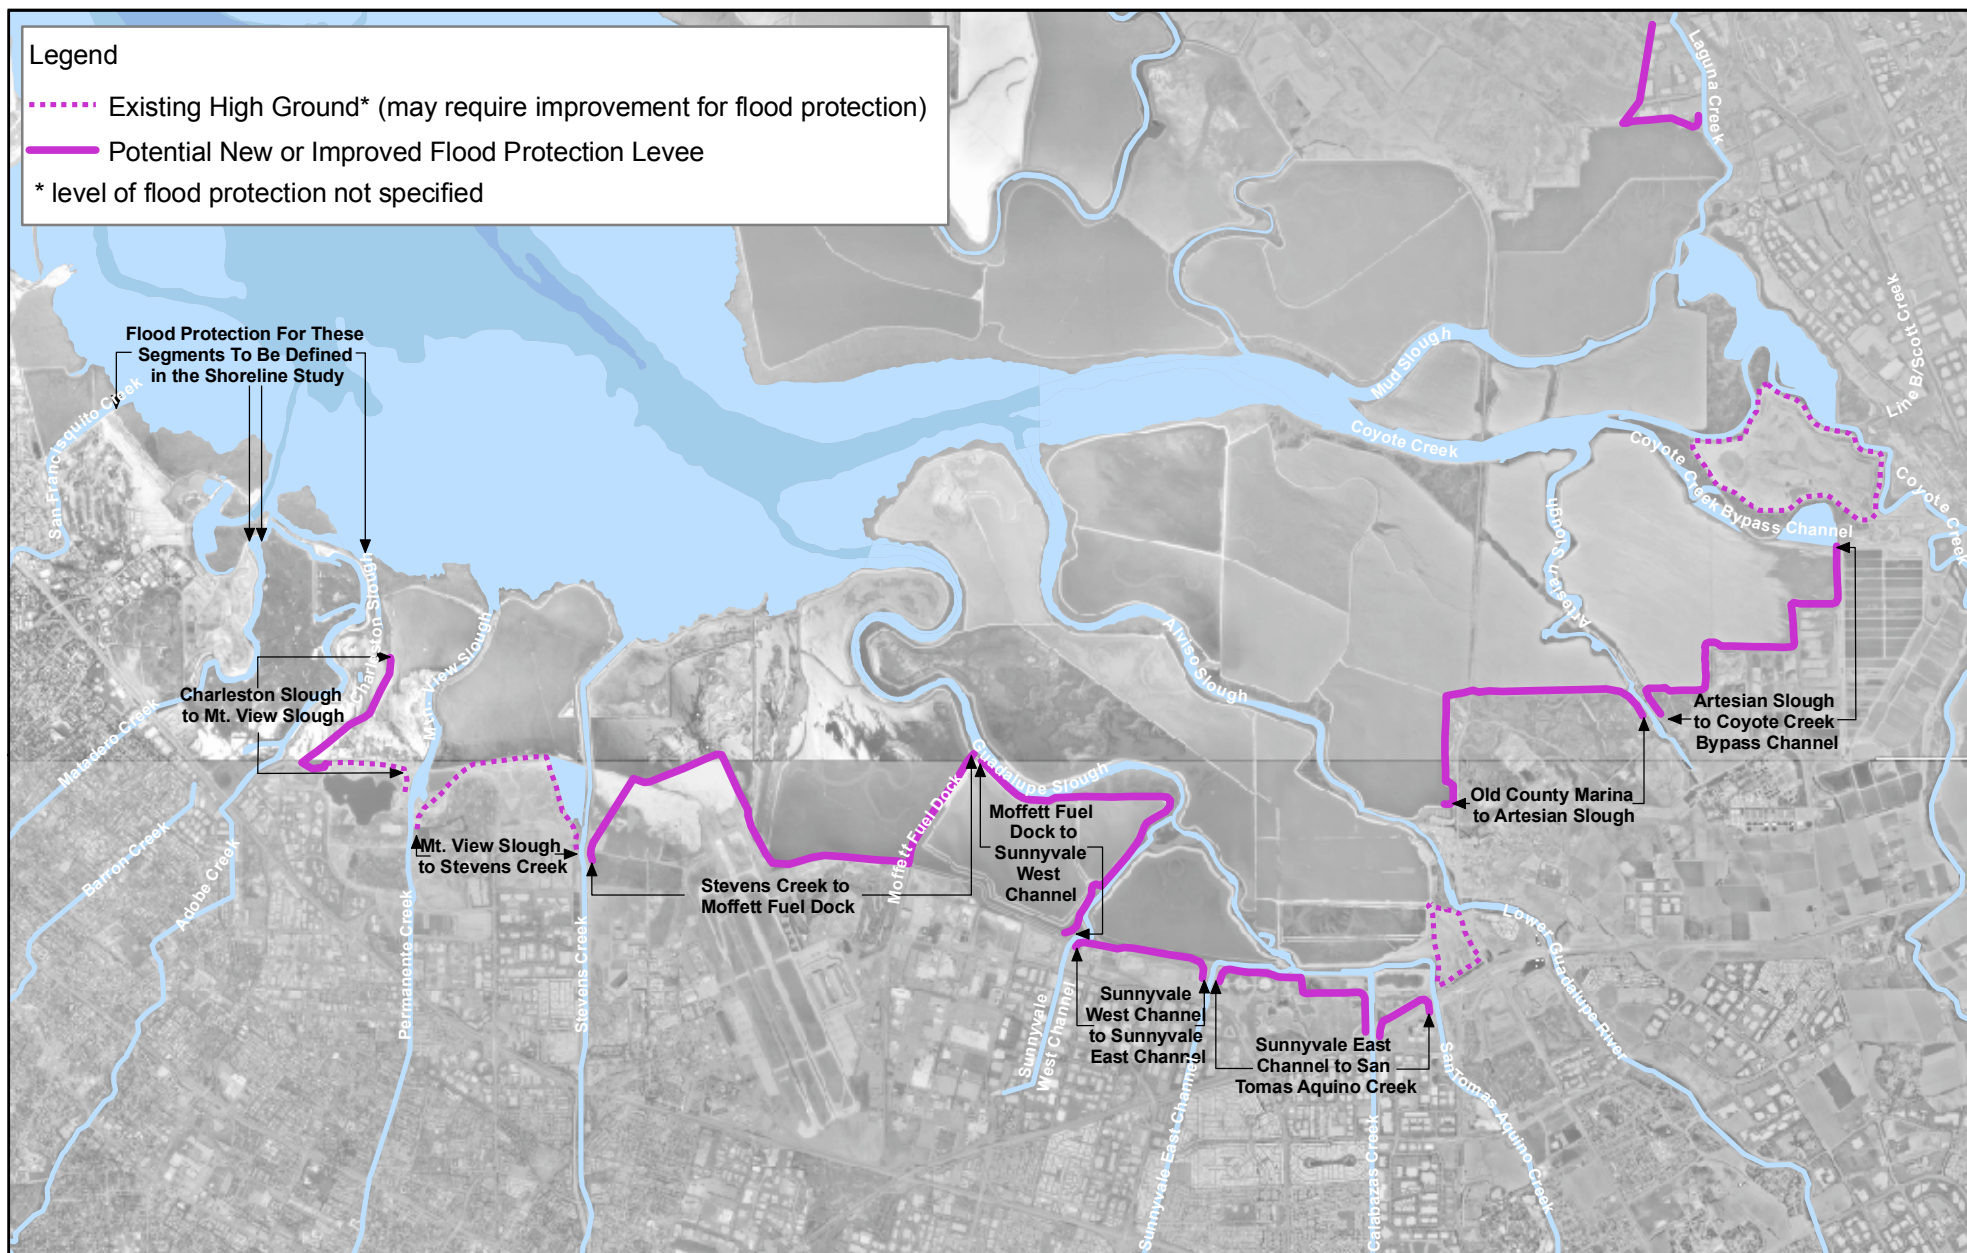 Legend
Existing High Ground* (may require improvement for flood protection)
Potential New or Improved Flood Protection Levee
* level of flood protection not specified
Laguna Creek
Line B/Scott Creek
Flood Protection For These
Segments To Be Defined
in the Shoreline Study
San Francisquito Creek
Mud Slough
Coyote Creek
Coyote Creek Bypass Channel
Coyote Creek
Artesian Slough
Charleston Slough
Mt. View Slough
Alviso Slough
Guadalupe Slough
Charleston Slough
to Mt. View Slough
Artesian Slough
to Coyote Creek
Bypass Channel
Matadero Creek
Barron Creek
Adobe Creek
Permanente Creek
Stevens Creek
Mt. View Slough
to Stevens Creek
Stevens Creek to
Moffett Fuel Dock
Moffett Fuel Dock
Moffett Fuel
Dock to
Sunnyvale
West
Channel
Old County Marina
to Artesian Slough
Lower Guadalupe River
Sunnyvale
West Channel
Sunnyvale
West Channel
to Sunnyvale
East Channel
Sunnyvale East
Channel to San
Tomas Aquino Creek
Sunnyvale East Channel
Calabazas Creek
San Tomas Aquino Creek